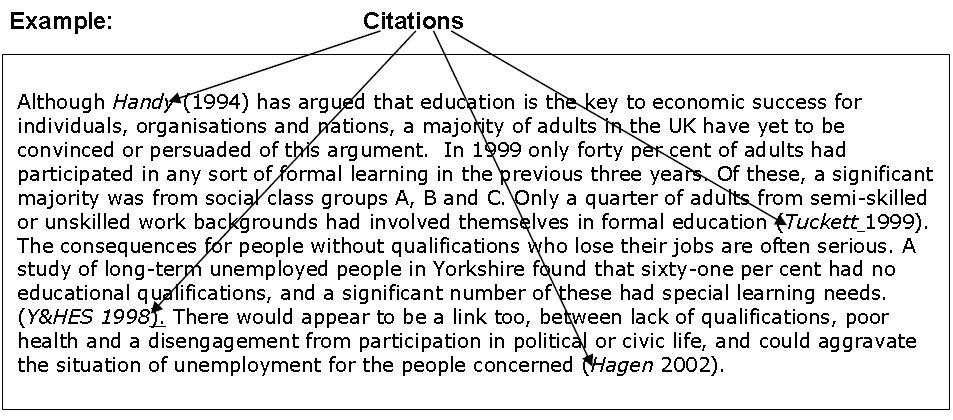 Example: Citations
Although Handy (1994) has argued that education is the key to economic success for
individuals, organisations and nations, a majority of adults in the UK have yet to be
convinced or persuaded of this argument.  In 1999 only forty per cent of adults had
participated in any sort of formal learning in the previous three years. Of these, a significant
majority was from social class groups A, B and C. Only a quarter of adults from semi-skilled
or unskilled work backgrounds had involved themselves in formal education (Tuckett 1999).
The consequences for people without qualifications who lose their jobs are often serious. A
study of long-term unemployed people in Yorkshire found that sixty-one per cent had no
educational qualifications, and a significant number of these had special learning needs.
(Y&HES 1998). There would appear to be a link too, between lack of qualifications, poor
health and a disengagement from participation in political or civic life, and could aggravate
the situation of unemployment for the people concerned (Hagen 2002).